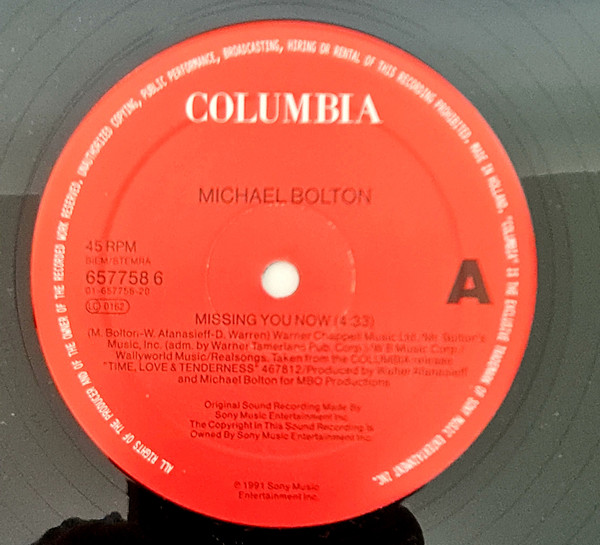 ALL RIGHTS OF THE PRODUCER AND OF THE OWNER OF THE RECORDED WORK RESERVED, UNAUTHORIZED COPYING, PUBLIC PERFORMANCE, BROADCASTING, HIRING OR RENTAL OF THIS RECORDING PROHIBITED, MADE IN HOLLAND, "COLUMBIA" IS THE EXCLUSIVE TRADEMARK OF SONY MUSIC ENTERTAINMENT INC.
COLUMBIA
MICHAEL BOLTON
45 RPM
BIEM/STEMRA
657758 6
01-657758-20
LC 0162
A
MISSING YOU NOW (4:33)
(M. Bolton-W. Afanasieff-D. Warren) Warner Chappell Music Ltd./Mr. Bolton's
Music, Inc. (adm. by Warner Tamerlane Pub. Corp.)/W B Music Corp./
Wallyworld Music/Realsongs. Taken from the COLUMBIA release
"TIME, LOVE & TENDERNESS" 467812/Produced by Walter Afanasieff
and Michael Bolton for MBO Productions.
Original Sound Recording Made By
Sony Music Entertainment Inc.
The Copyright In This Sound Recording Is
Owned By Sony Music Entertainment Inc.
℗ 1991 Sony Music
Entertainment Inc.